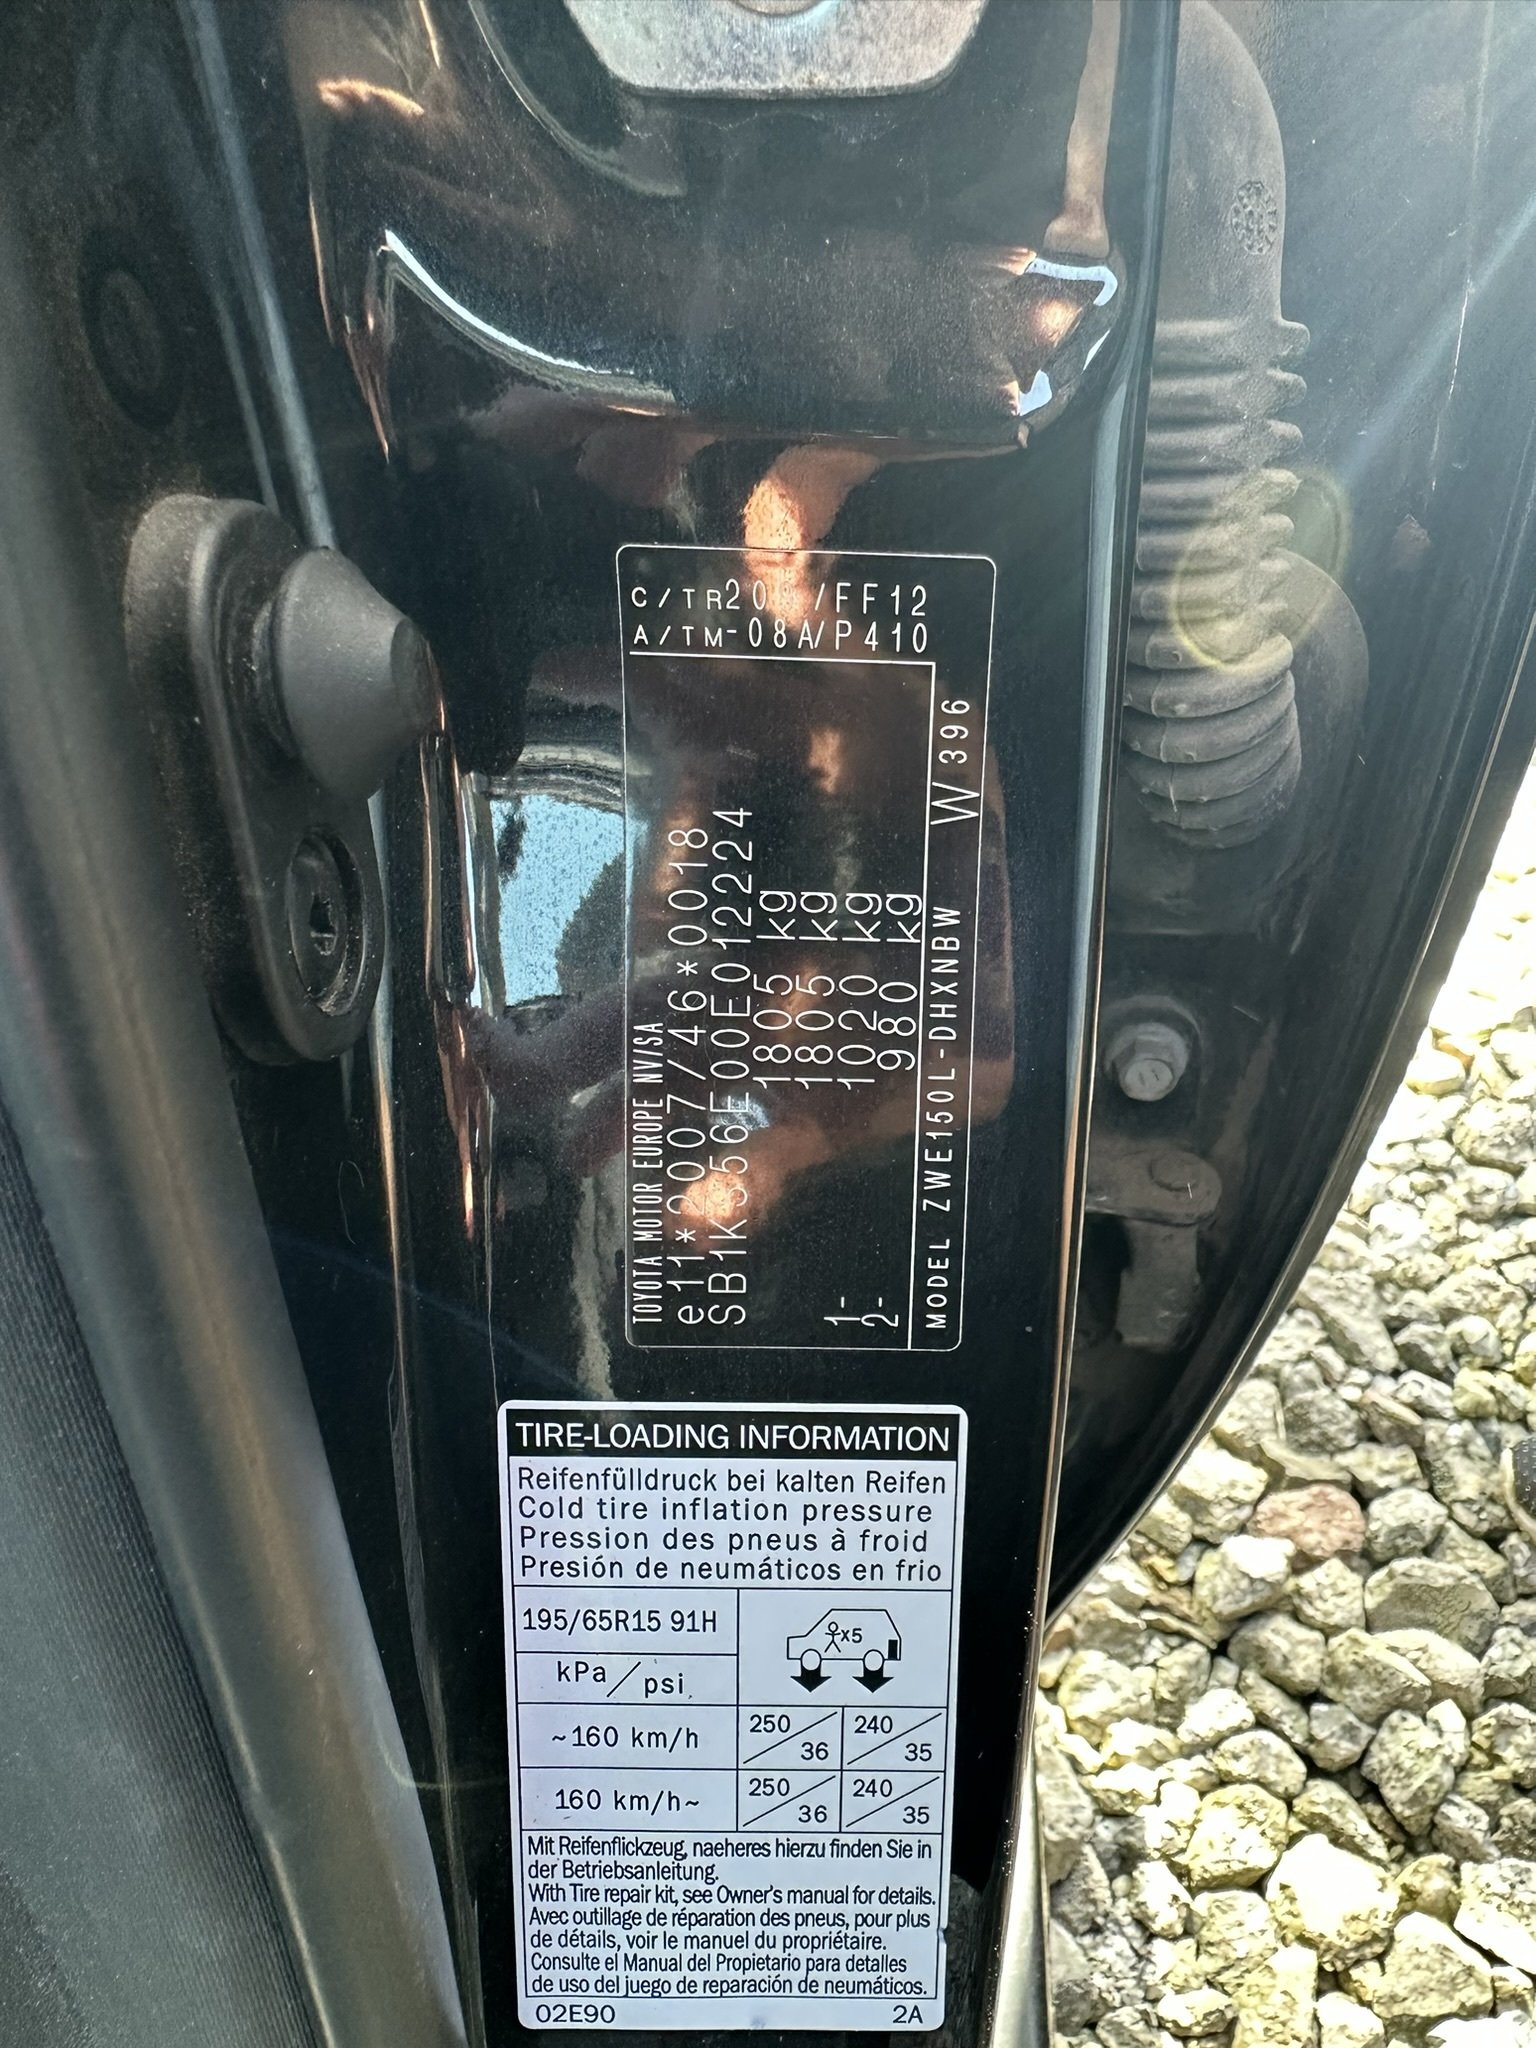 C/TR20 /FF12
A/TM-08A/P410
TOYOTA MOTOR EUROPE NV/SA
e11*2007/46*0018
SB1KS56E00E012224
1805 kg
1805 kg
1- 1020 kg
2- 980 kg
MODEL ZWE150L-DHXNBW W396
TIRE-LOADING INFORMATION
Reifenfülldruck bei kalten Reifen
Cold tire inflation pressure
Pression des pneus à froid
Presión de neumáticos en frio
195/65R15 91H
x5
kPa/psi
~160 km/h 250/36 240/35
160 km/h~ 250/36 240/35
Mit Reifenflickzeug, naeheres hierzu finden Sie in
der Betriebsanleitung.
With Tire repair kit, see Owner's manual for details.
Avec outillage de réparation des pneus, pour plus
de détails, voir le manuel du propriétaire.
Consulte el Manual del Propietario para detalles
de uso del juego de reparación de neumáticos.
02E90 2A